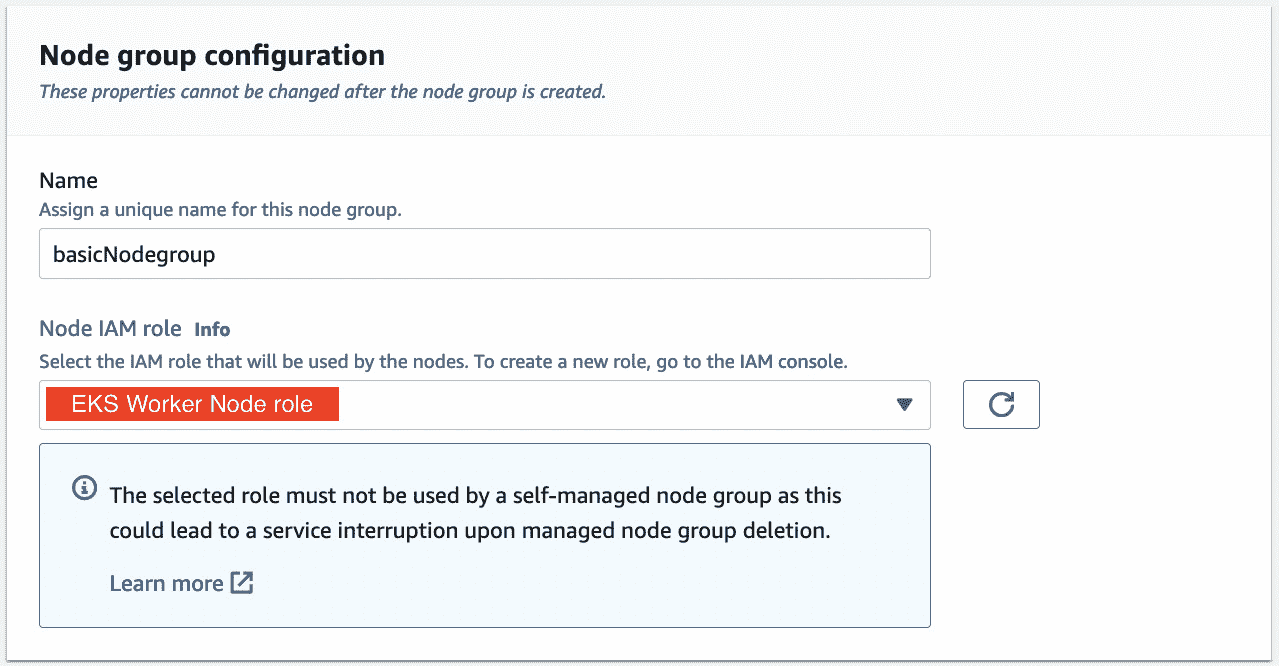 Node group configuration
These properties cannot be changed after the node group is created.
Name
Assign a unique name for this node group.
basicNodegroup
Node IAM role Info
Select the IAM role that will be used by the nodes. To create a new role, go to the IAM console.
EKS Worker Node role
The selected role must not be used by a self-managed node group as this
could lead to a service interruption upon managed node group deletion.
Learn more